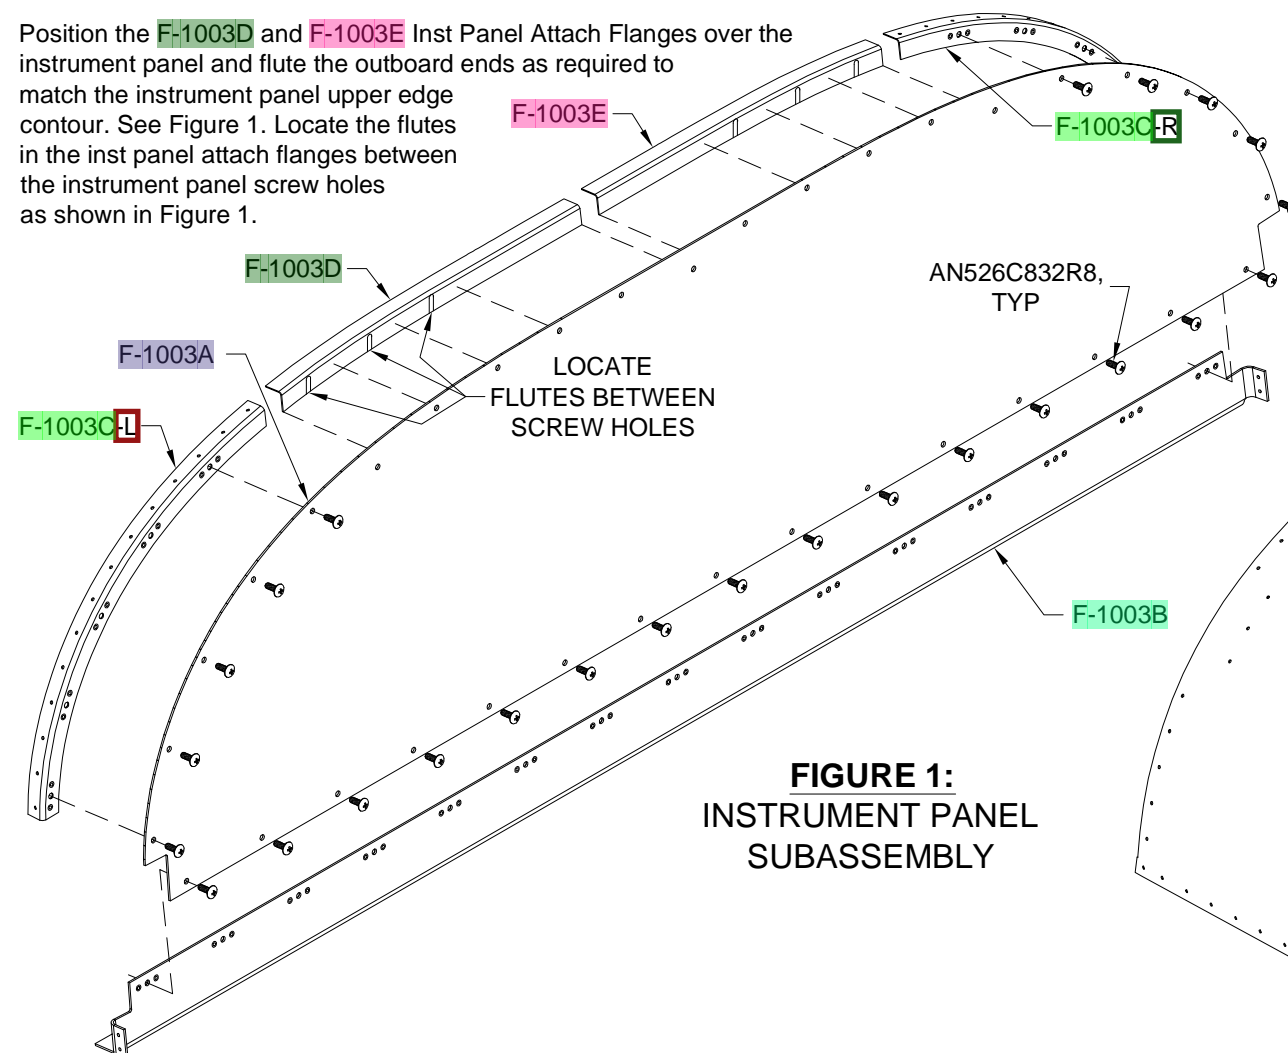 Position the F-1003D and F-1003E Inst Panel Attach Flanges over the
instrument panel and flute the outboard ends as required to
match the instrument panel upper edge
contour. See Figure 1. Locate the flutes
in the inst panel attach flanges between
the instrument panel screw holes
as shown in Figure 1.
F-1003E
F-1003C-R
F-1003D
AN526C832R8,
TYP
F-1003A
LOCATE
FLUTES BETWEEN
SCREW HOLES
F-1003C-L
F-1003B
FIGURE 1:
INSTRUMENT PANEL
SUBASSEMBLY